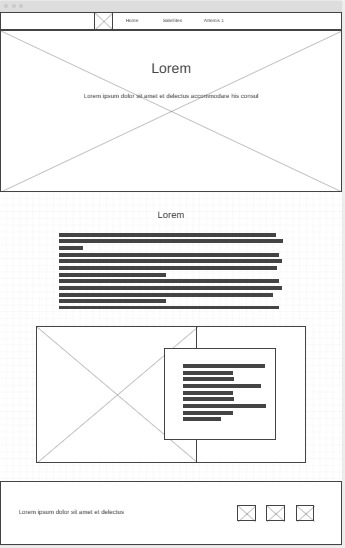 Home
Satellites
Artemis 1
Lorem
Lorem ipsum dolor sit amet et delectus accommodare his consul
Lorem
Lorem ipsum dolor sit amet et delectus